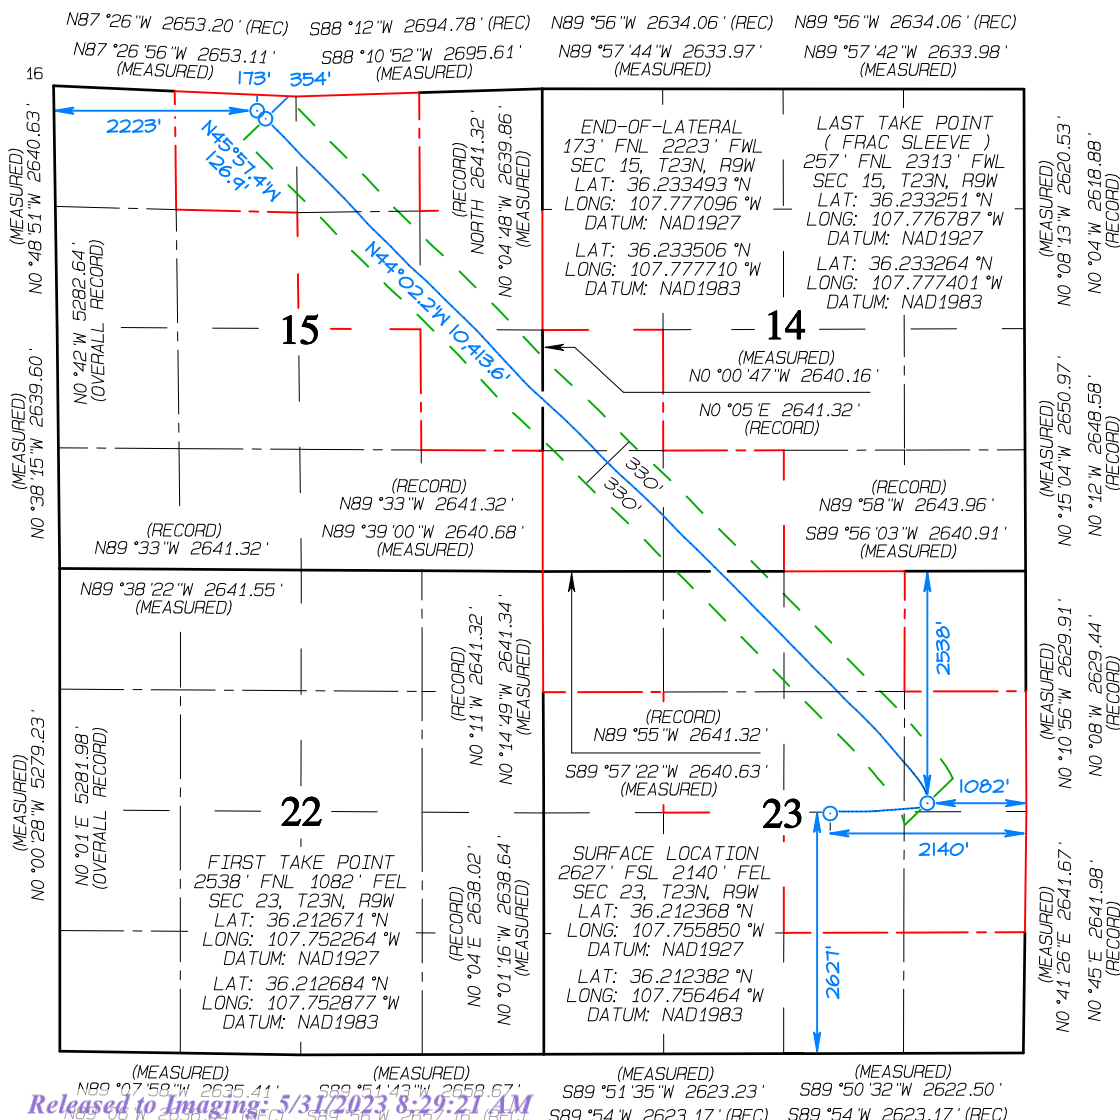 N87°26'W 2653.20' (REC)
S88°12'W 2694.78' (REC)
N89°56'W 2634.06' (REC)
N89°56'W 2634.06' (REC)
N87°26'56"W 2653.11'
(MEASURED)
S88°10'52"W 2695.61'
(MEASURED)
N89°57'44"W 2633.97'
(MEASURED)
N89°57'42"W 2633.98'
(MEASURED)
16
173'
354'
2223'
N45°57.4'W
126.9'
N44°02.2'W 10,413.6'
(MEASURED)
N0°48'51"W 2640.63'
N0°42'W 5282.64'
(OVERALL RECORD)
(MEASURED)
N0°38'15"W 2639.60'
(RECORD)
NORTH 2641.32'
N0°04'48"W 2639.86'
(MEASURED)
END-OF-LATERAL
173' FNL 2223' FWL
SEC 15, T23N, R9W
LAT: 36.233493°N
LONG: 107.777096°W
DATUM: NAD1927
LAT: 36.233506°N
LONG: 107.777710°W
DATUM: NAD1983
LAST TAKE POINT
( FRAC SLEEVE )
257' FNL 2313' FWL
SEC 15, T23N, R9W
LAT: 36.233251°N
LONG: 107.776787°W
DATUM: NAD1927
LAT: 36.233264°N
LONG: 107.777401°W
DATUM: NAD1983
(MEASURED)
N0°08'13"W 2620.53'
N0°04'W 2618.88'
(RECORD)
15
14
(MEASURED)
N0°00'47"W 2640.16'
N0°05'E 2641.32'
(RECORD)
330'
330'
(MEASURED)
N0°15'04"W 2650.97'
N0°12'W 2648.58'
(RECORD)
(RECORD)
N89°33'W 2641.32'
(RECORD)
N89°33'W 2641.32'
N89°39'00"W 2640.68'
(MEASURED)
(RECORD)
N89°58'W 2643.96'
S89°56'03"W 2640.91'
(MEASURED)
N89°38'22"W 2641.55'
(MEASURED)
(RECORD)
N0°11'W 2641.32'
N0°14'49"W 2641.34'
(MEASURED)
2538'
(MEASURED)
N0°10'56"W 2629.91'
N0°08'W 2629.44'
(RECORD)
(RECORD)
N89°55"W 2641.32'
S89°57'22"W 2640.63'
(MEASURED)
(MEASURED)
N0°00'28"W 5279.23'
N0°01'E 5281.98'
(OVERALL RECORD)
22
23
1082'
2140'
2627'
FIRST TAKE POINT
2538' FNL 1082' FEL
SEC 23, T23N, R9W
LAT: 36.212671°N
LONG: 107.752264°W
DATUM: NAD1927
LAT: 36.212684°N
LONG: 107.752877°W
DATUM: NAD1983
(RECORD)
N0°04'E 2638.02'
N0°01'16"W 2638.64'
(MEASURED)
SURFACE LOCATION
2627' FSL 2140' FEL
SEC 23, T23N, R9W
LAT: 36.212368°N
LONG: 107.755850°W
DATUM: NAD1927
LAT: 36.212382°N
LONG: 107.756464°W
DATUM: NAD1983
(MEASURED)
N0°41'26"E 2641.67'
N0°45'E 2641.98'
(RECORD)
(MEASURED)
N89°07'58"W 2635.41'
(MEASURED)
S89°51'43"W 2658.67'
(MEASURED)
S89°51'35"W 2623.23'
(MEASURED)
S89°50'32"W 2622.50'
Released to Imaging: 5/31/2023 8:29:21 AM
S89°54'W 2623.17' (REC)
S89°54'W 2623.17' (REC)